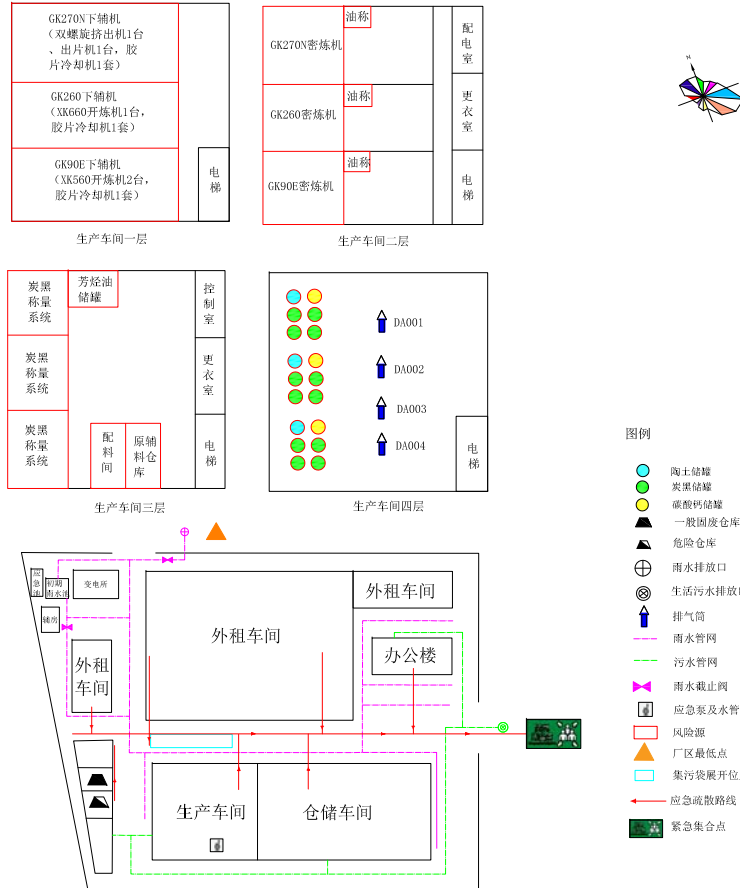 GK270N下辅机
(双螺旋挤出机1台
、出片机1台，胶
片冷却机1套)
GK260下辅机
(XK660开炼机1台，
胶片冷却机1套)
GK90E下辅机
(XK560开炼机2台，
胶片冷却机1套)
电梯
生产车间一层
GK270N密炼机
油称
GK260密炼机
油称
GK90E密炼机
油称
配电室
更衣室
电梯
生产车间二层
N
炭黑
称量
系统
芳烃油
储罐
炭黑
称量
系统
炭黑
称量
系统
配料间
原辅
料仓
库
控制室
更衣室
电梯
生产车间三层
DA001
DA002
DA003
DA004
电梯
生产车间四层
应急池
初期
雨水池
变电所
辅房
外租
车间
外租车间
外租车间
办公楼
生产车间
仓储车间
图例
陶土储罐
炭黑储罐
碳酸钙储罐
一般固废仓库
危险仓库
雨水排放口
生活污水排放
排气筒
雨水管网
污水管网
雨水截止阀
应急泵及水管
风险源
厂区最低点
集污袋展开位
应急疏散路线
紧急集合点